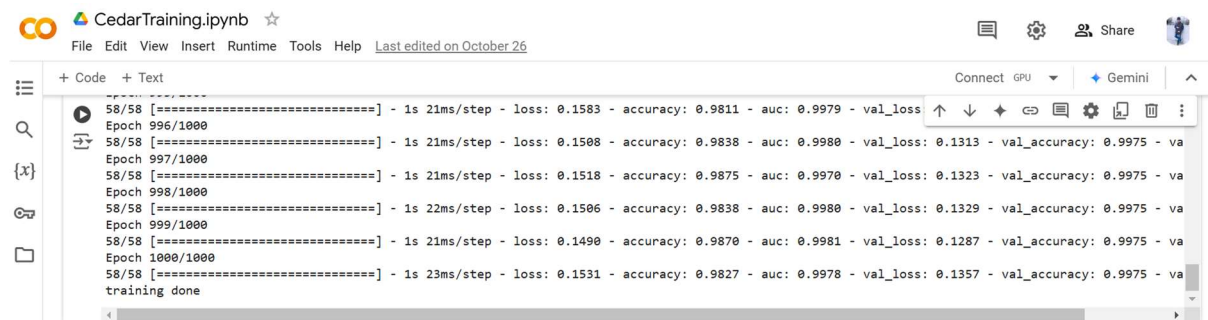 CedarTraining.ipynb
File Edit View Insert Runtime Tools Help Last edited on October 26
Share
+ Code + Text
Connect GPU Gemini
58/58 [==============================] - 1s 21ms/step - loss: 0.1583 - accuracy: 0.9811 - auc: 0.9979 - val_loss
Epoch 996/1000
58/58 [==============================] - 1s 21ms/step - loss: 0.1508 - accuracy: 0.9838 - auc: 0.9980 - val_loss: 0.1313 - val_accuracy: 0.9975 - va
Epoch 997/1000
58/58 [==============================] - 1s 21ms/step - loss: 0.1518 - accuracy: 0.9875 - auc: 0.9970 - val_loss: 0.1323 - val_accuracy: 0.9975 - va
Epoch 998/1000
58/58 [==============================] - 1s 22ms/step - loss: 0.1506 - accuracy: 0.9838 - auc: 0.9980 - val_loss: 0.1329 - val_accuracy: 0.9975 - va
Epoch 999/1000
58/58 [==============================] - 1s 21ms/step - loss: 0.1490 - accuracy: 0.9870 - auc: 0.9981 - val_loss: 0.1287 - val_accuracy: 0.9975 - va
Epoch 1000/1000
58/58 [==============================] - 1s 23ms/step - loss: 0.1531 - accuracy: 0.9827 - auc: 0.9978 - val_loss: 0.1357 - val_accuracy: 0.9975 - va
training done
{x}